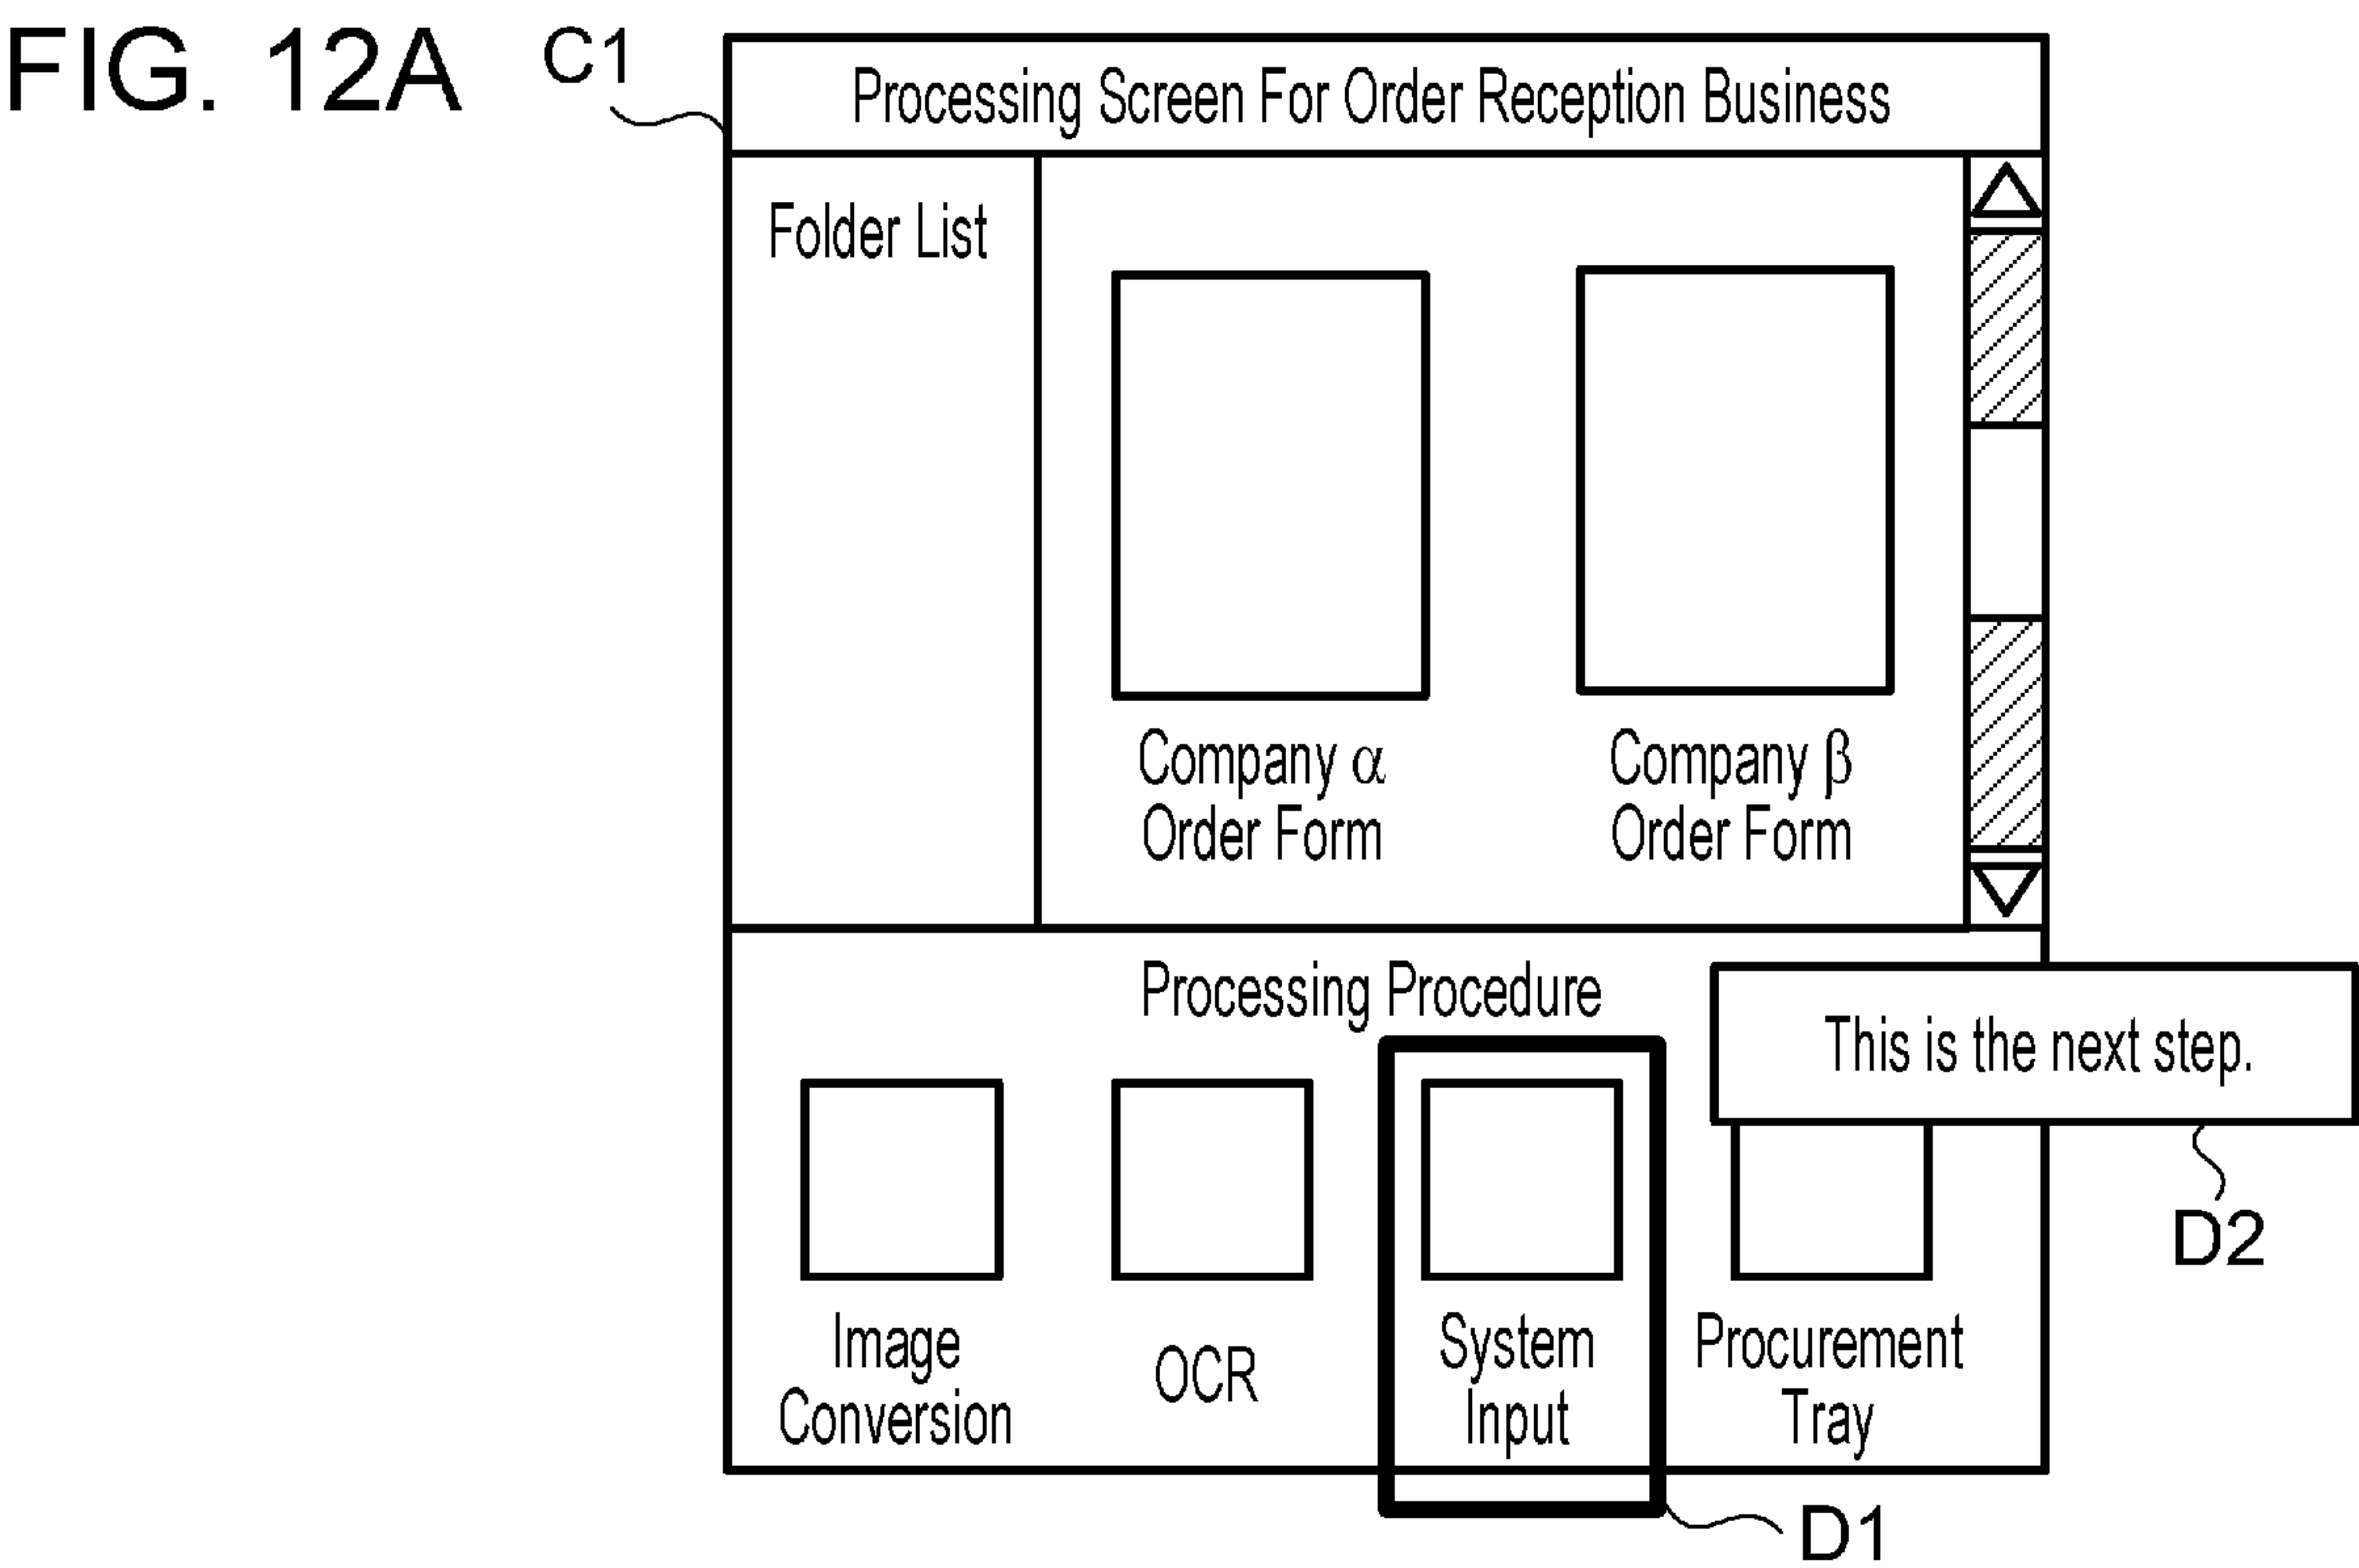 FIG. 12A
C1
Processing Screen For Order Reception Business
Folder List
Company α
Order Form
Company β
Order Form
Processing Procedure
This is the next step.
D2
Image
Conversion
OCR
System
Input
Procurement
Tray
D1